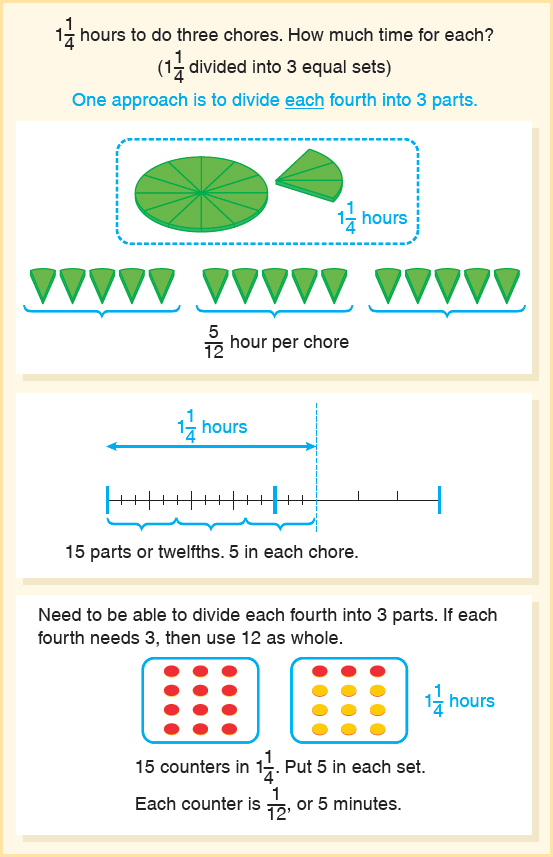 1 1/4 hours to do three chores. How much time for each?
(1 1/4 divided into 3 equal sets)
One approach is to divide each fourth into 3 parts.
1 1/4 hours
5/12 hour per chore
1 1/4 hours
15 parts or twelfths. 5 in each chore.
Need to be able to divide each fourth into 3 parts. If each
fourth needs 3, then use 12 as whole.
1 1/4 hours
15 counters in 1 1/4. Put 5 in each set.
Each counter is 1/12, or 5 minutes.